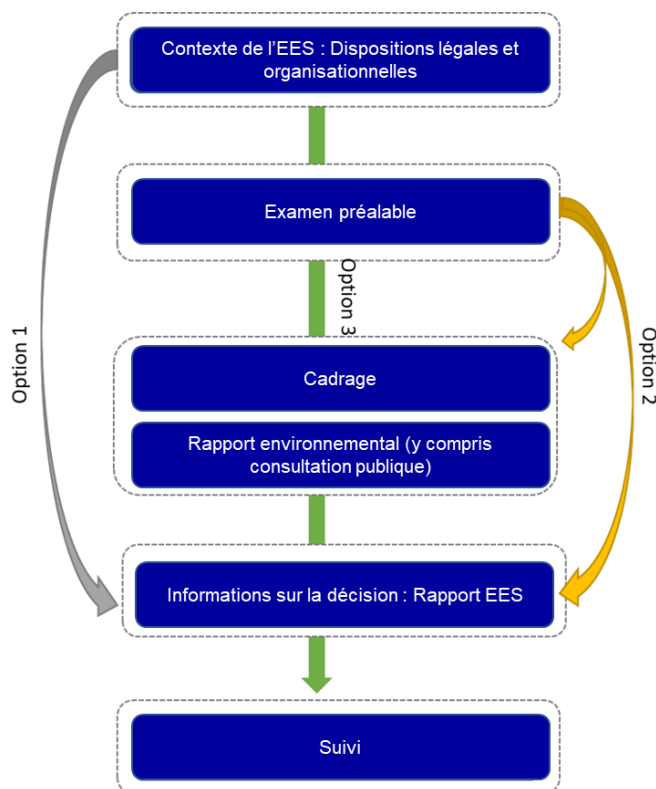 Contexte de l'EES : Dispositions légales et
organisationnelles
Examen préalable
Option 3
Option 1
Option 2
Cadrage
Rapport environnemental (y compris
consultation publique)
Informations sur la décision : Rapport EES
Suivi